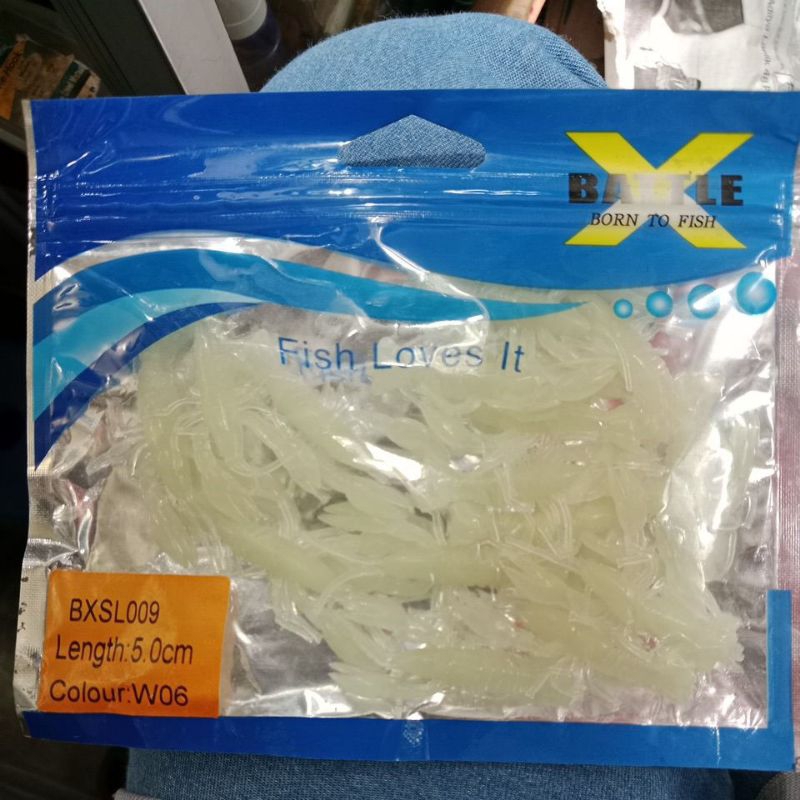 X
BATTLE
BORN TO FISH
Fish Loves It
BXSL009
Length:5.0cm
Colour:W06